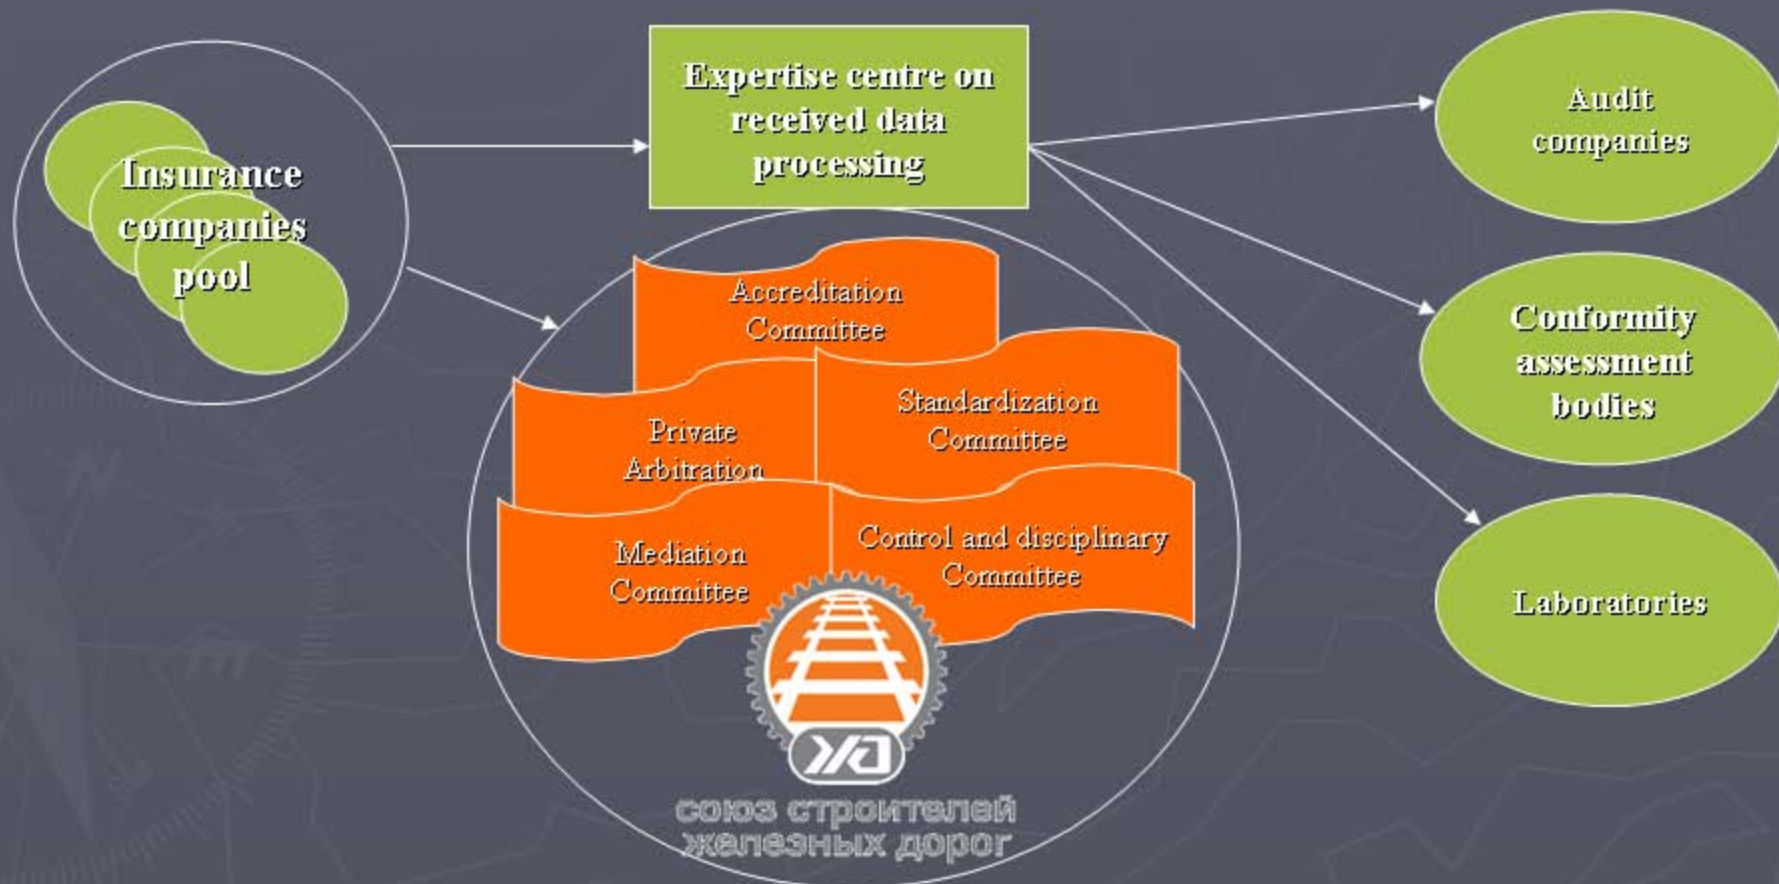 Insurance
companies
pool
Expertise centre on
received data
processing
Audit
companies
Conformity
assessment
bodies
Laboratories
Accreditation
Committee
Private
Arbitration
Standardization
Committee
Mediation
Committee
Control and disciplinary
Committee
союз строителей
железных дорог
N
E